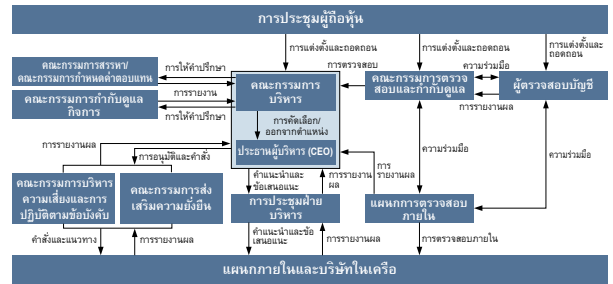 การประชุมผู้ถือหุ้น
การแต่งตั้งและถอดถอน
การแต่งตั้งและถอดถอน
การแต่งตั้งและ
ถอดถอน
คณะกรรมการสรรหา/
คณะกรรมการกำหนดค่าตอบแทน
การให้คำปรึกษา
คณะกรรมการ
บริหาร
การตรวจสอบ
คณะกรรมการตรวจ
สอบและกำกับดูแล
ความร่วมมือ
ผู้ตรวจสอบบัญชี
การรายงานผล
คณะกรรมการกำกับดูแล
กิจการ
การรายงาน
การให้คำปรึกษา
การคัดเลือก/
ออกจากตำแหน่ง
ประธานผู้บริหาร (CEO)
การรายงานผล
การอนุมัติและคำสั่ง
คณะกรรมการบริหาร
ความเสี่ยงและการ
ปฏิบัติตามข้อบังคับ
คณะกรรมการส่ง
เสริมความยั่งยืน
คำแนะนำและ
ข้อเสนอแนะ
การรายงาน
ผล
การ
รายงานผล
ความร่วมมือ
ความร่วมมือ
การประชุมฝ่าย
บริหาร
แผนกการตรวจสอบ
ภายใน
คำสั่งและแนวทาง
การรายงานผล
คำแนะนำและข้อ
เสนอแนะ
การรายงานผล
การตรวจสอบภายใน
แผนกภายในและบริษัทในเครือ